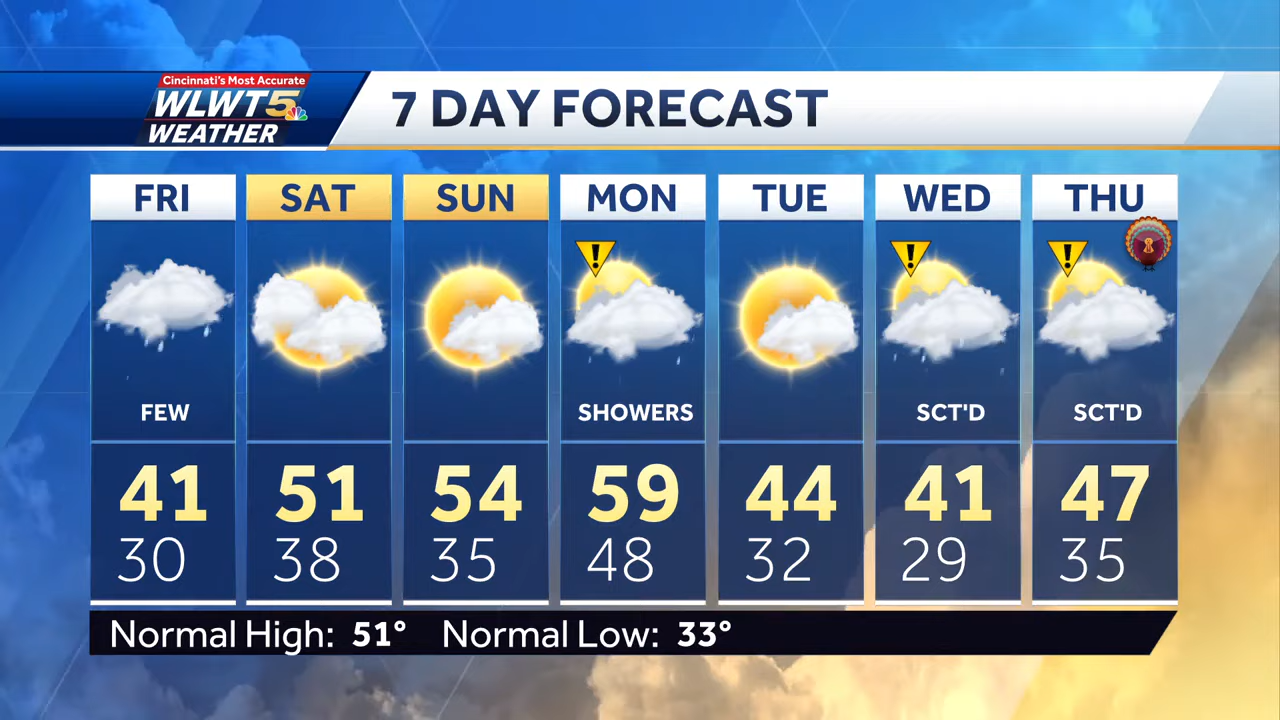 Cincinnati's Most Accurate
WLWT5
WEATHER
7 DAY FORECAST
FRI SAT SUN MON TUE WED THU
! ! !
FEW SHOWERS SCT'D SCT'D
41 51 54 59 44 41 47
30 38 35 48 32 29 35
Normal High: 51° Normal Low: 33°